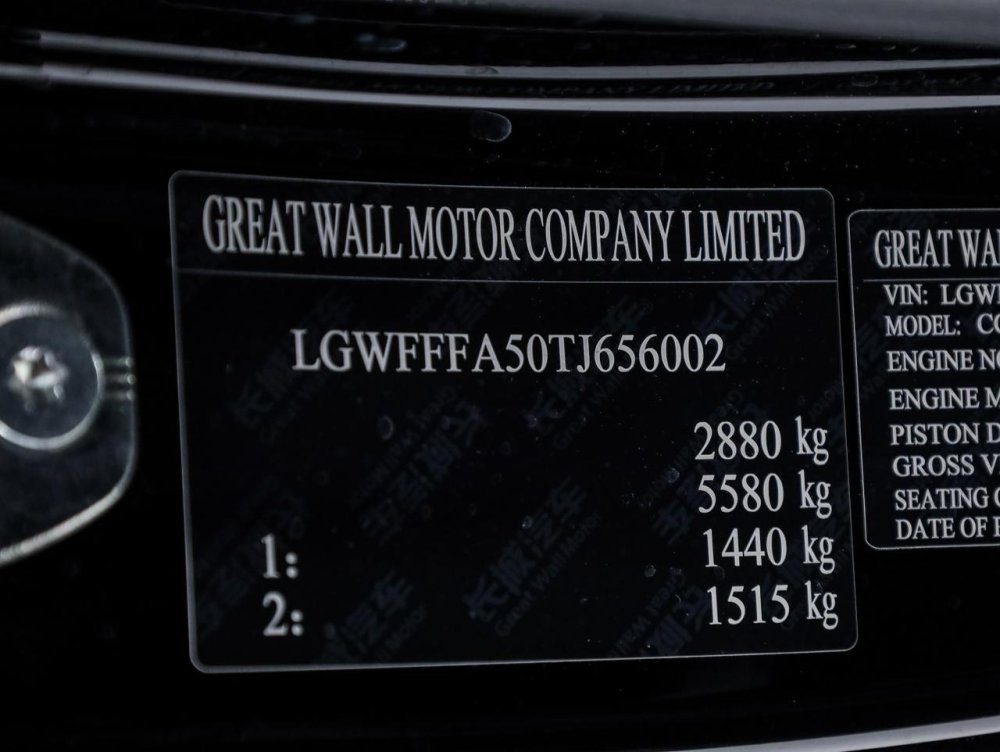 GREAT WALL MOTOR COMPANY LIMITED
LGWFFFA50TJ656002
2880 kg
5580 kg
1: 1440 kg
2: 1515 kg
GREAT WAL
VIN: LGWF
MODEL: CC
ENGINE NO
ENGINE M
PISTON D
GROSS V
SEATING
DATE OF